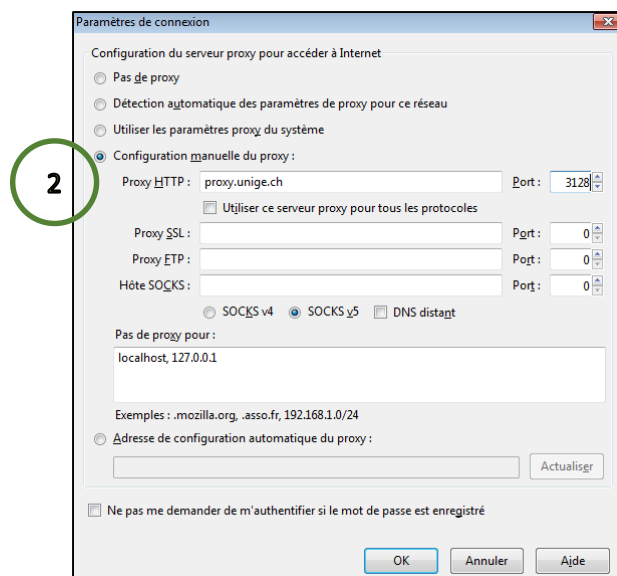 Paramètres de connexion
Configuration du serveur proxy pour accéder à Internet
Pas de proxy
Détection automatique des paramètres de proxy pour ce réseau
Utiliser les paramètres proxy du système
2
Configuration manuelle du proxy :
Proxy HTTP : proxy.unige.ch Port : 3128
Utiliser ce serveur proxy pour tous les protocoles
Proxy SSL : Port : 0
Proxy FTP : Port : 0
Hôte SOCKS : Port : 0
SOCKS v4 SOCKS v5 DNS distant
Pas de proxy pour :
localhost, 127.0.0.1
Exemples : .mozilla.org, .asso.fr, 192.168.1.0/24
Adresse de configuration automatique du proxy :
Actualiser
Ne pas me demander de m'authentifier si le mot de passe est enregistré
OK Annuler Aide